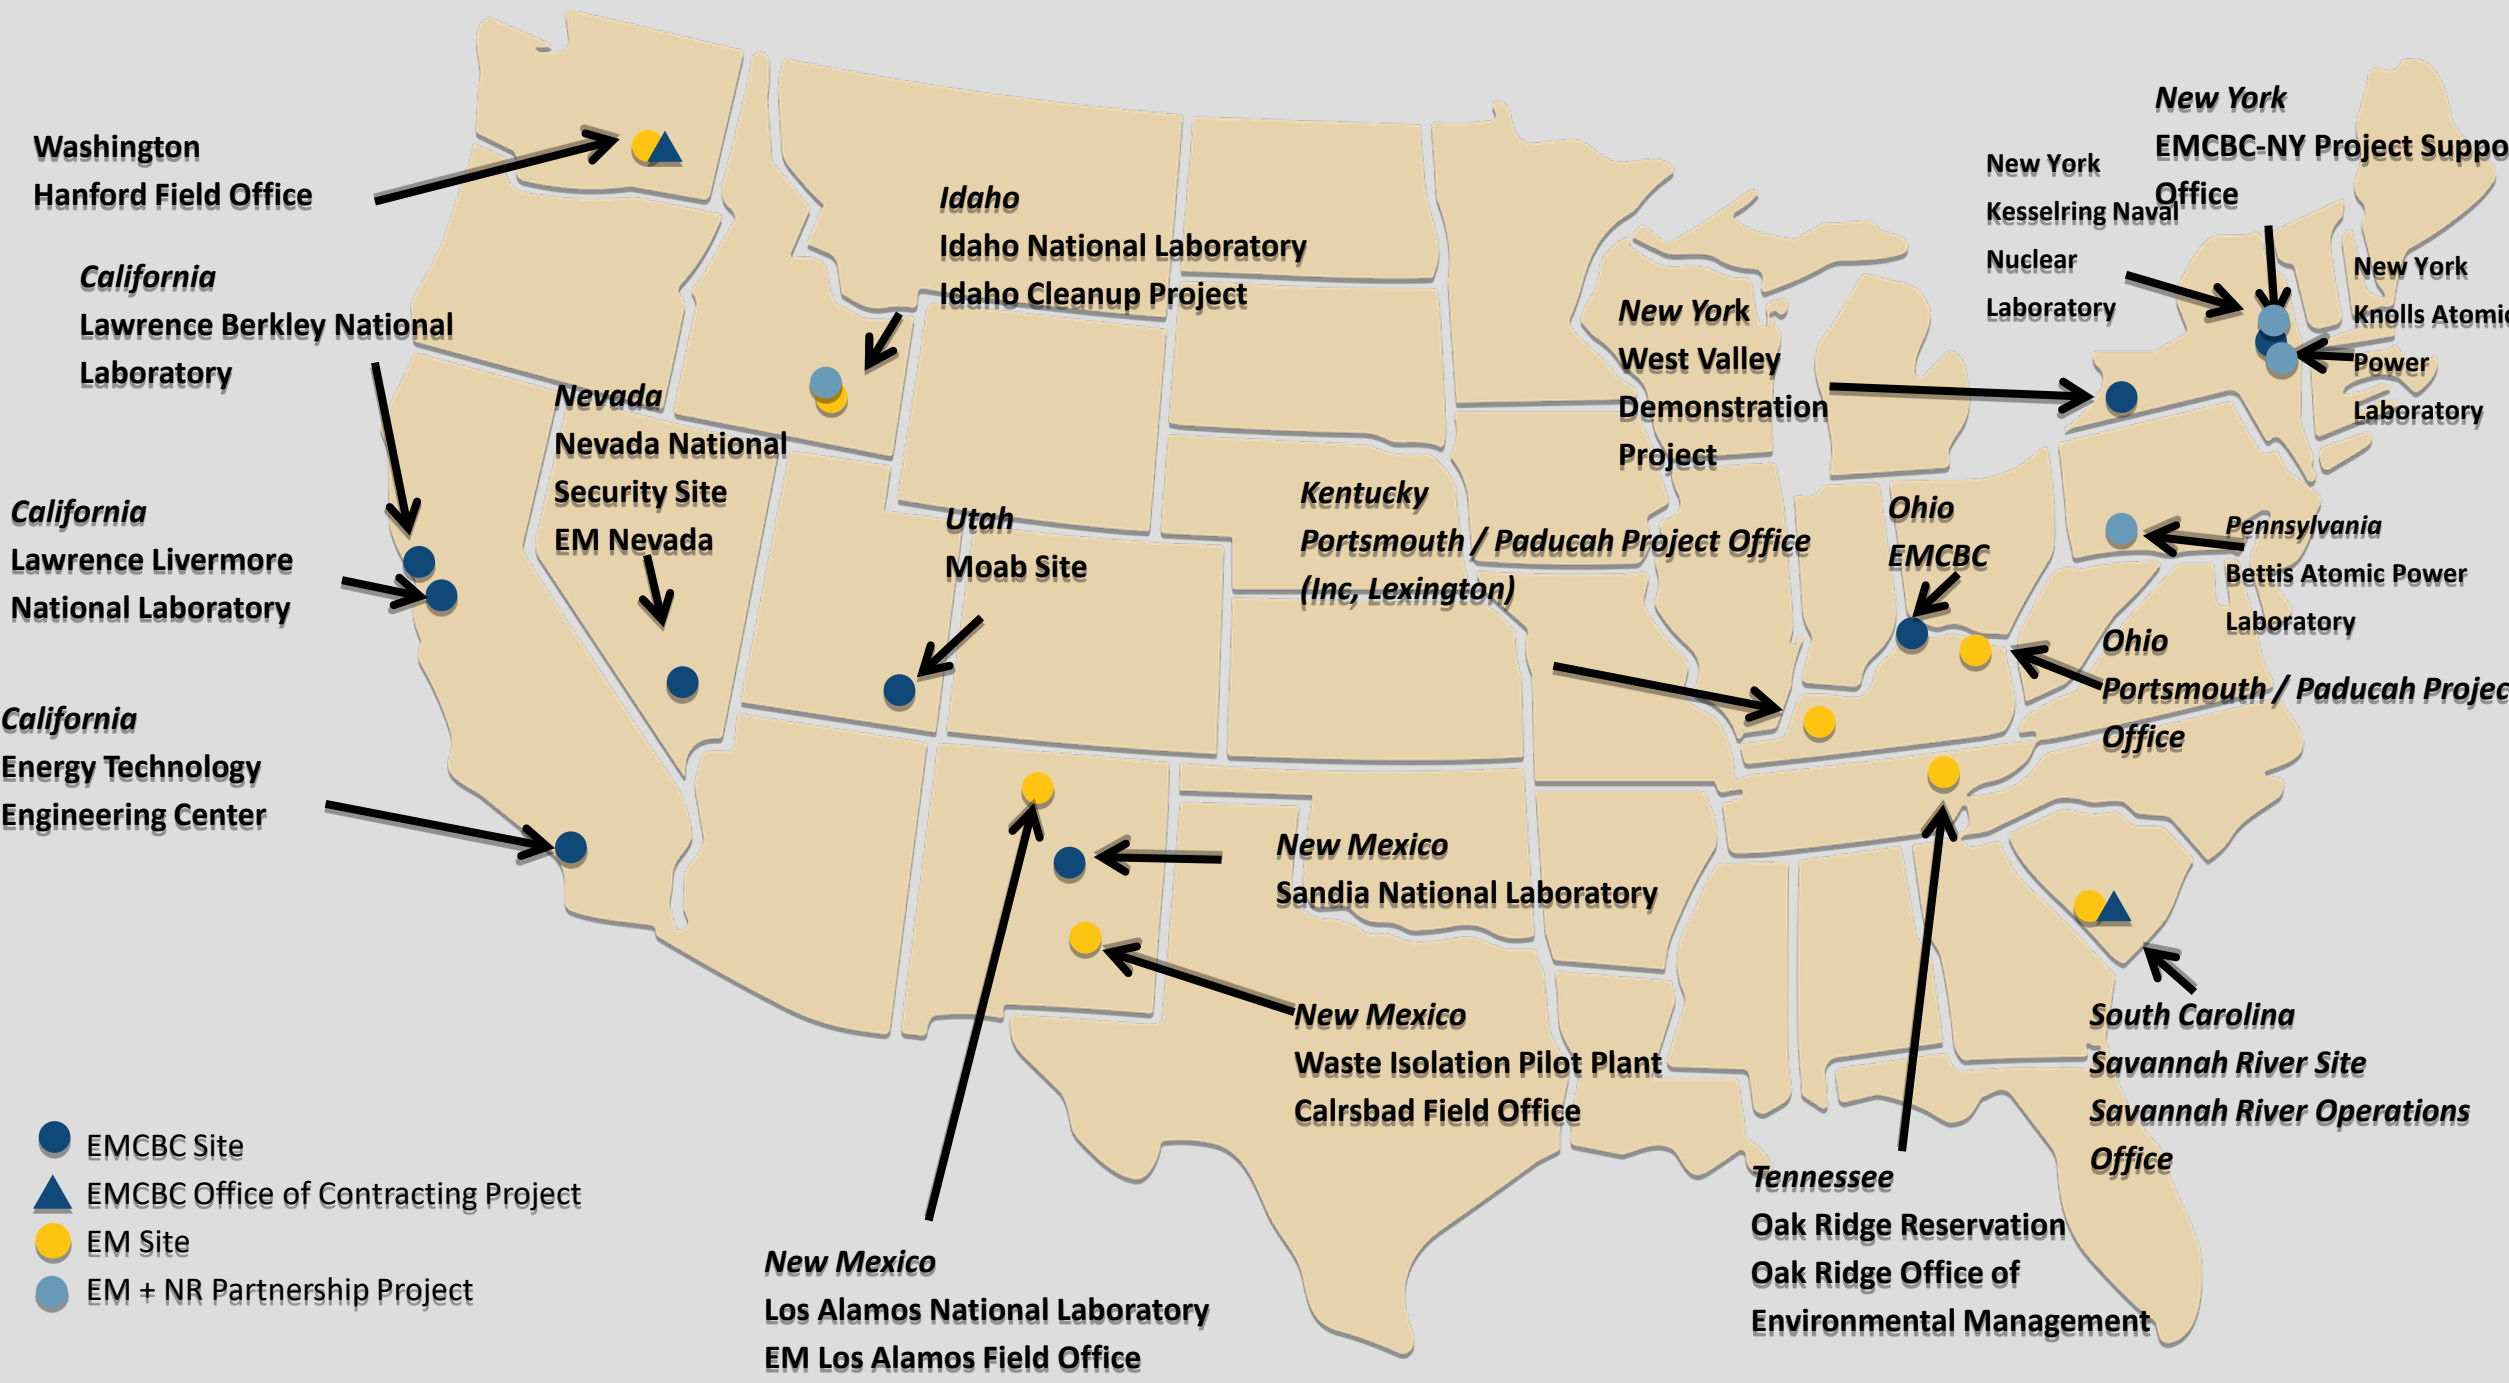 Washington
Hanford Field Office
California
Lawrence Berkley National
Laboratory
California
Lawrence Livermore
National Laboratory
California
Energy Technology
Engineering Center
Nevada
Nevada National
Security Site
EM Nevada
Idaho
Idaho National Laboratory
Idaho Cleanup Project
Utah
Moab Site
Kentucky
Portsmouth / Paducah Project Office
(Inc, Lexington)
New York
West Valley
Demonstration
Project
New York
Kesselring Naval
Nuclear
Laboratory
New York
EMCBC-NY Project Suppo
Office
New York
Knolls Atomic
Power
Laboratory
Ohio
EMCBC
Pennsylvania
Bettis Atomic Power
Laboratory
Ohio
Portsmouth / Paducah Projec
Office
New Mexico
Sandia National Laboratory
New Mexico
Waste Isolation Pilot Plant
Calrsbad Field Office
South Carolina
Savannah River Site
Savannah River Operations
Office
Tennessee
Oak Ridge Reservation
Oak Ridge Office of
Environmental Management
New Mexico
Los Alamos National Laboratory
EM Los Alamos Field Office
EMCBC Site
EMCBC Office of Contracting Project
EM Site
EM + NR Partnership Project